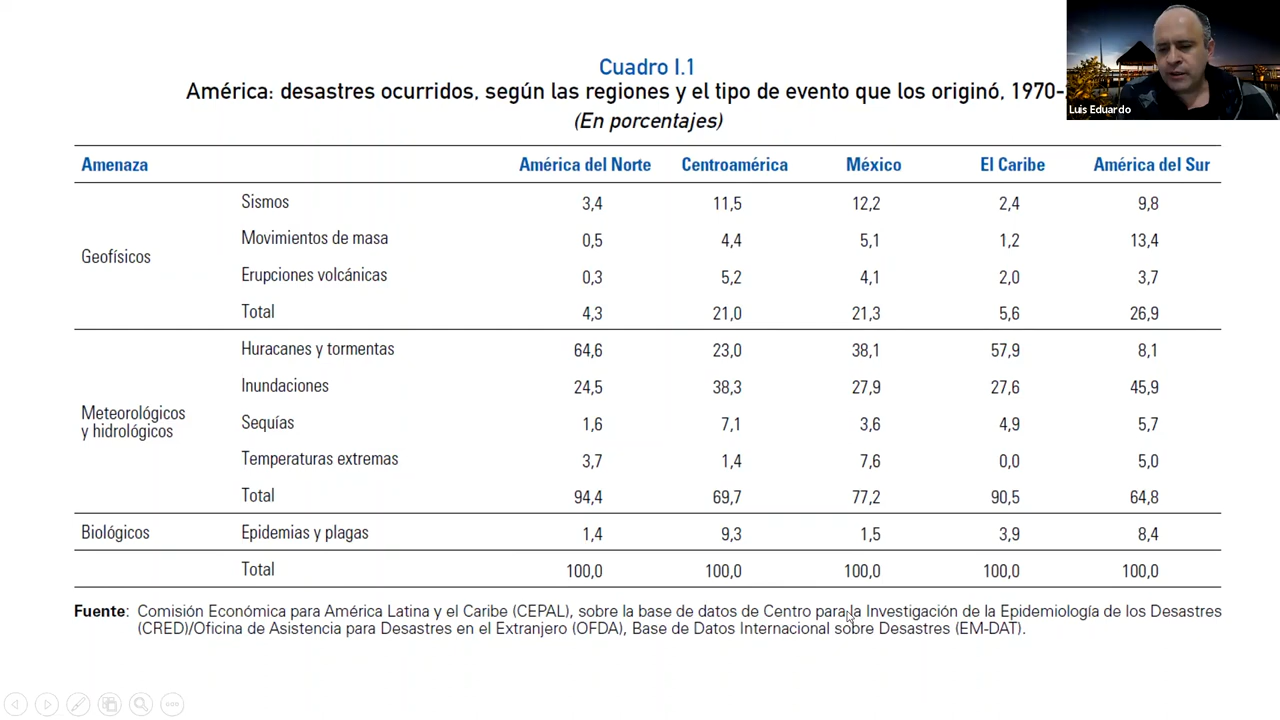 Cuadro I.1
América: desastres ocurridos, según las regiones y el tipo de evento que los originó, 1970-
(En porcentajes)
Luis Eduardo
Amenaza América del Norte Centroamérica México El Caribe América del Sur
Geofísicos
Sismos 3,4 11,5 12,2 2,4 9,8
Movimientos de masa 0,5 4,4 5,1 1,2 13,4
Erupciones volcánicas 0,3 5,2 4,1 2,0 3,7
Total 4,3 21,0 21,3 5,6 26,9
Meteorológicos
y hidrológicos
Huracanes y tormentas 64,6 23,0 38,1 57,9 8,1
Inundaciones 24,5 38,3 27,9 27,6 45,9
Sequías 1,6 7,1 3,6 4,9 5,7
Temperaturas extremas 3,7 1,4 7,6 0,0 5,0
Total 94,4 69,7 77,2 90,5 64,8
Biológicos Epidemias y plagas 1,4 9,3 1,5 3,9 8,4
Total 100,0 100,0 100,0 100,0 100,0
Fuente: Comisión Económica para América Latina y el Caribe (CEPAL), sobre la base de datos de Centro para la Investigación de la Epidemiología de los Desastres
(CRED)/Oficina de Asistencia para Desastres en el Extranjero (OFDA), Base de Datos Internacional sobre Desastres (EM-DAT).